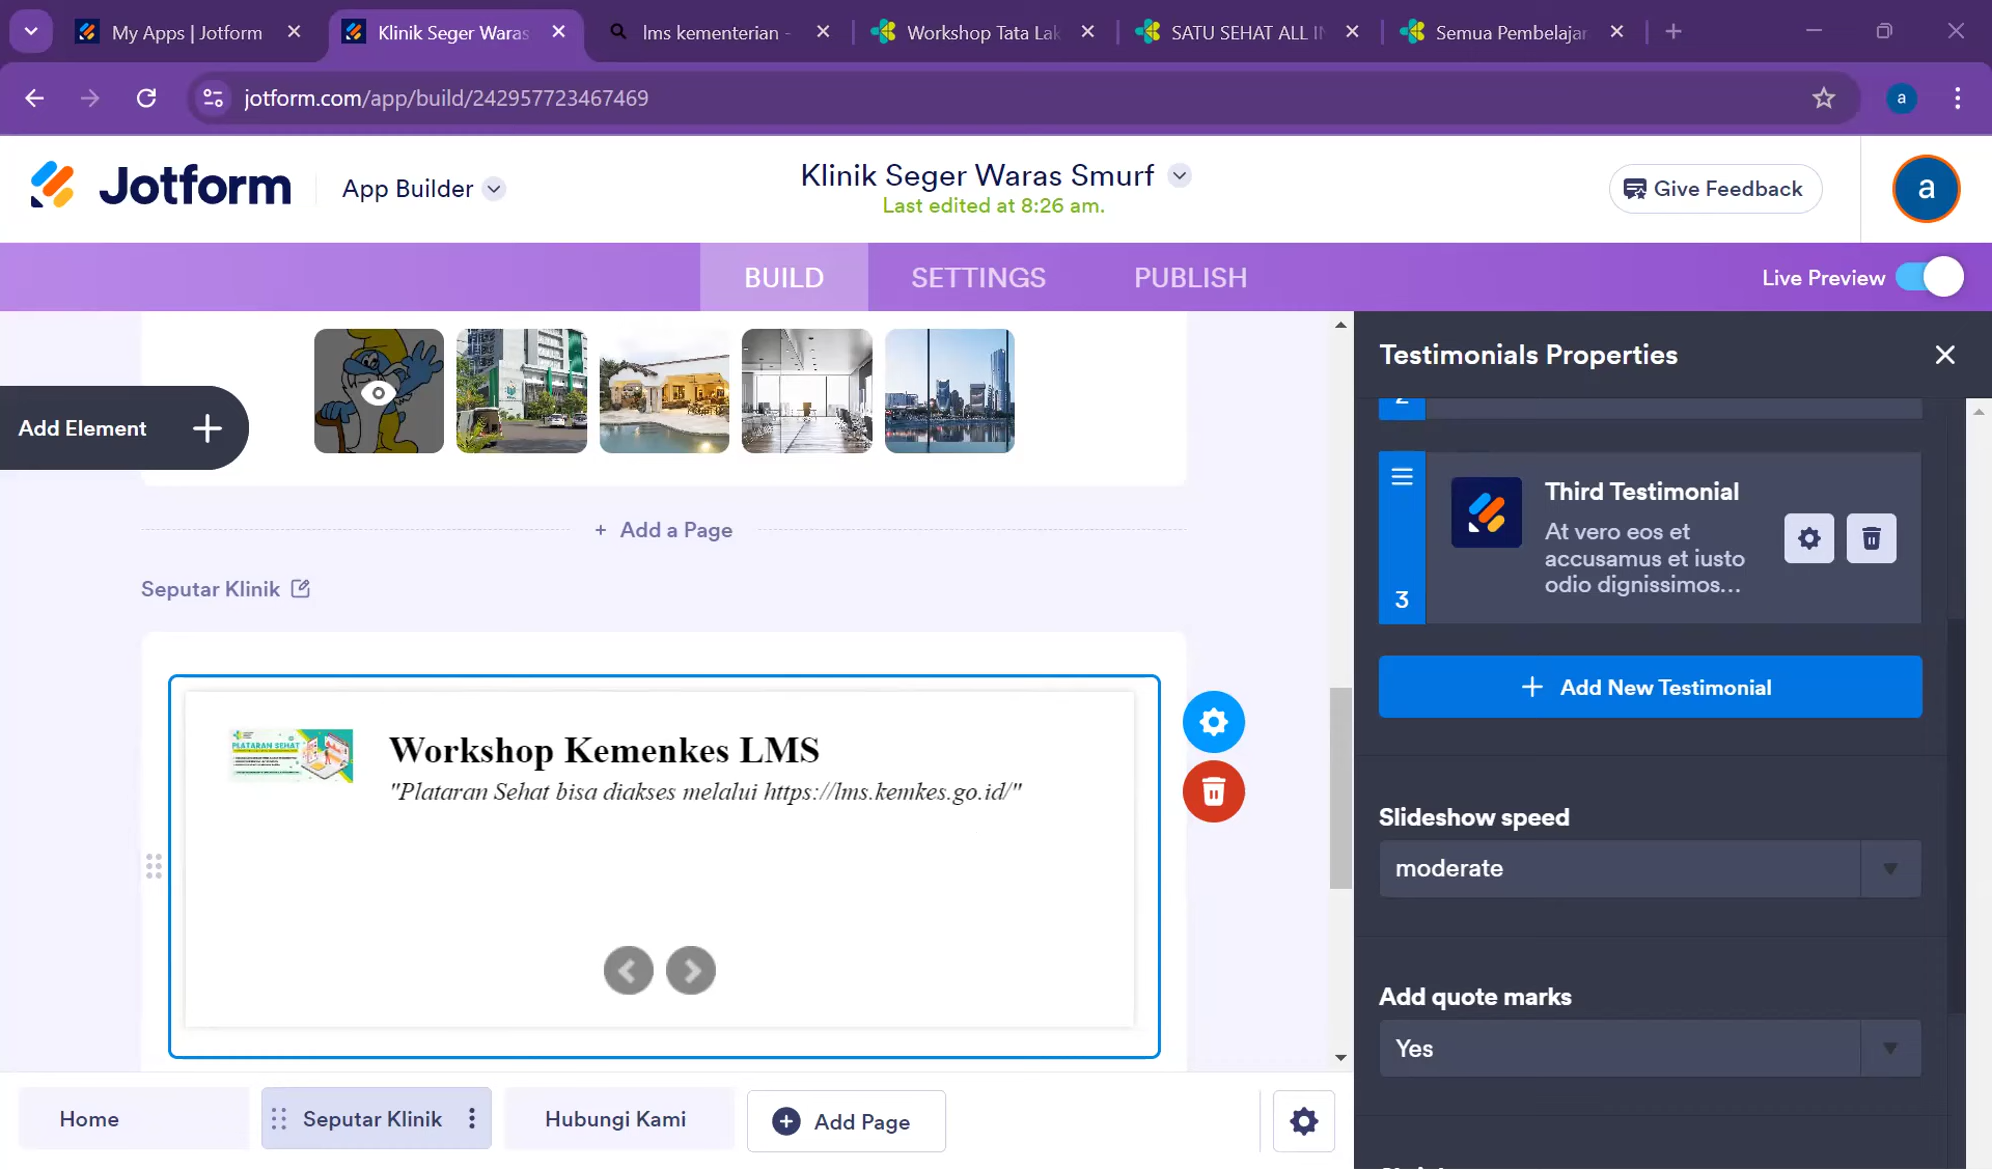 My Apps | Jotform
Klinik Seger Waras
lms kementerian -
Workshop Tata Lak
SATU SEHAT ALL IN
Semua Pembelajar
jotform.com/app/build/242957723467469
a
Jotform
App Builder
Klinik Seger Waras Smurf
Last edited at 8:26 am.
Give Feedback
a
BUILD
SETTINGS
PUBLISH
Live Preview
Add Element
+ Add a Page
Seputar Klinik
PLATARAN SEHAT
Workshop Kemenkes LMS
"Plataran Sehat bisa diakses melalui https://lms.kemkes.go.id/"
Home
Seputar Klinik
Hubungi Kami
Add Page
Testimonials Properties
2
Third Testimonial
At vero eos et
accusamus et iusto
odio dignissimos...
3
Add New Testimonial
Slideshow speed
moderate
Add quote marks
Yes